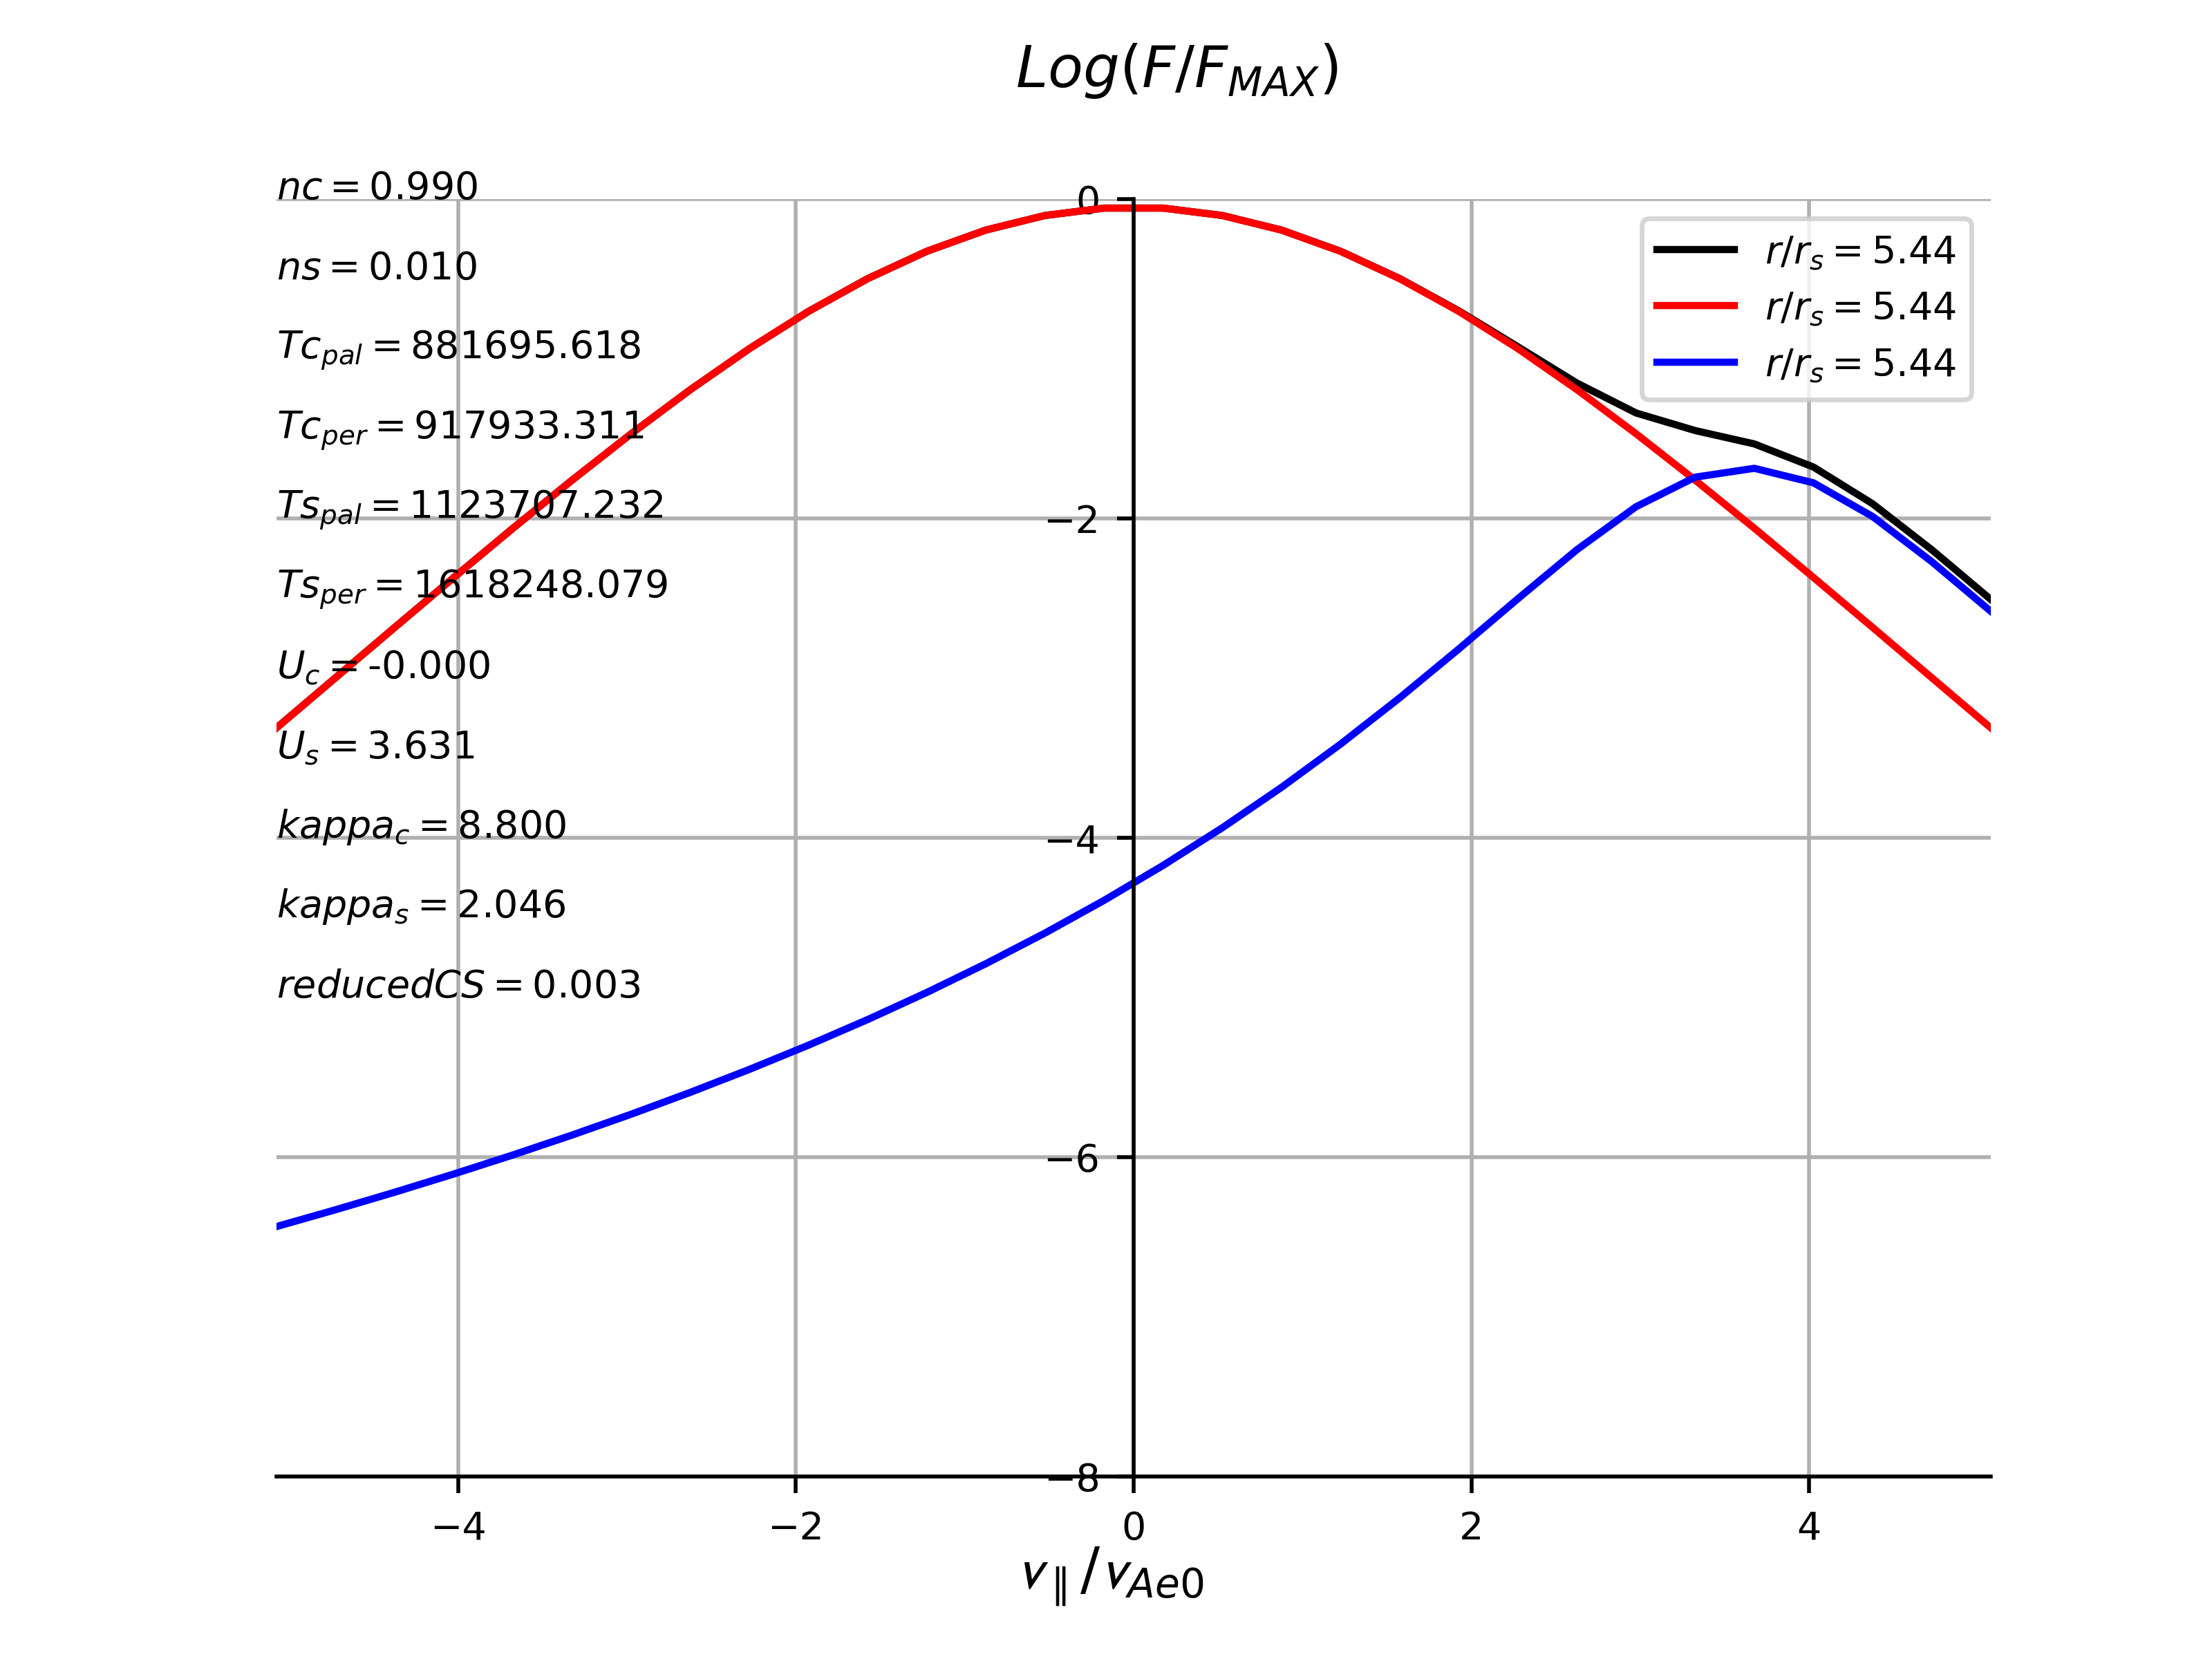 Log(F/F_MAX)
nc = 0.990
ns = 0.010
Tc_pal = 881695.618
Tc_per = 917933.311
Ts_pal = 1123707.232
Ts_per = 1618248.079
U_c = -0.000
U_s = 3.631
kappa_c = 8.800
kappa_s = 2.046
reducedCS = 0.003
0
−2
−4
−6
−8
r/r_s = 5.44
r/r_s = 5.44
r/r_s = 5.44
−4 −2 0 2 4
v_∥/v_Ae0